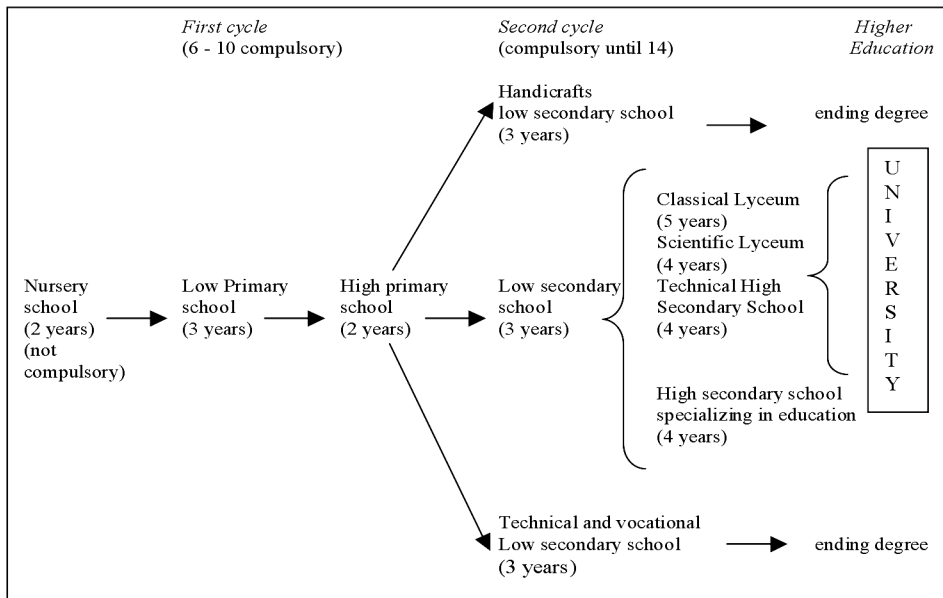 First cycle
(6 - 10 compulsory)
Second cycle
(compulsory until 14)
Higher
Education
Handicrafts
low secondary school
(3 years)
ending degree
Nursery
school
(2 years)
(not
compulsory)
Low Primary
school
(3 years)
High primary
school
(2 years)
Low secondary
school
(3 years)
Classical Lyceum
(5 years)
Scientific Lyceum
(4 years)
Technical High
Secondary School
(4 years)
High secondary school
specializing in education
(4 years)
U
N
I
V
E
R
S
I
T
Y
Technical and vocational
Low secondary school
(3 years)
ending degree